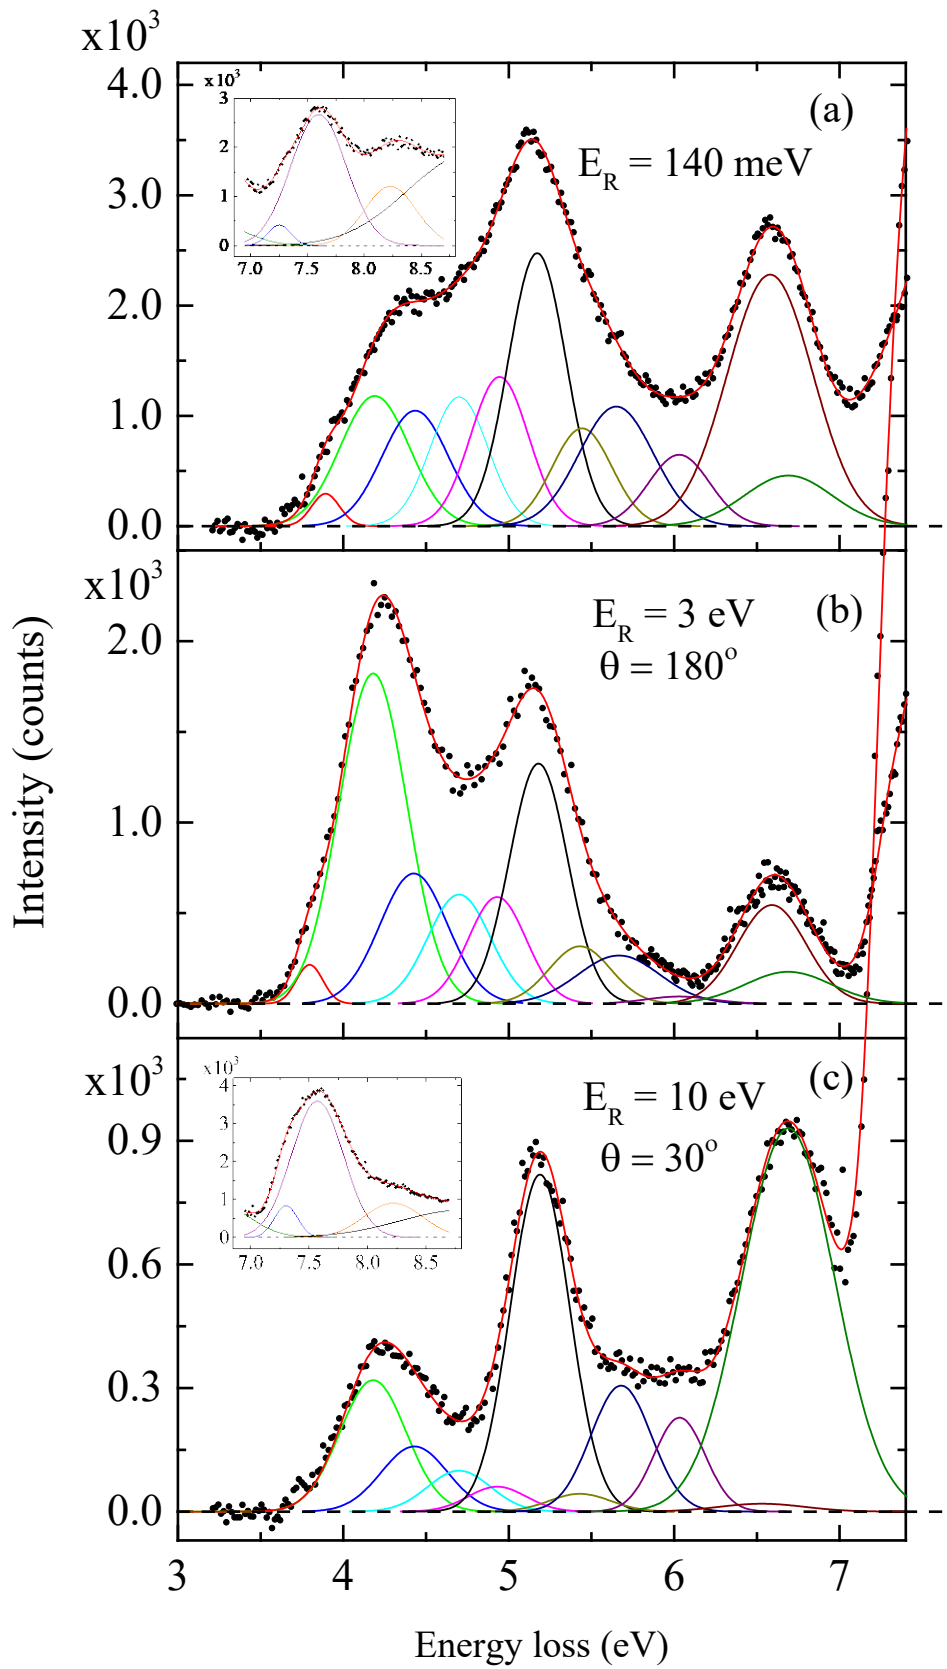 x10³
4.0
3.0
2.0
1.0
0.0
(a)
E_R = 140 meV
x10³
3
2
1
0
7.0 7.5 8.0 8.5
x10³
2.0
1.0
0.0
(b)
E_R = 3 eV
θ = 180°
Intensity (counts)
x10³
0.9
0.6
0.3
0.0
(c)
E_R = 10 eV
θ = 30°
x10³
4
3
2
1
0
7.0 7.5 8.0 8.5
3 4 5 6 7
Energy loss (eV)